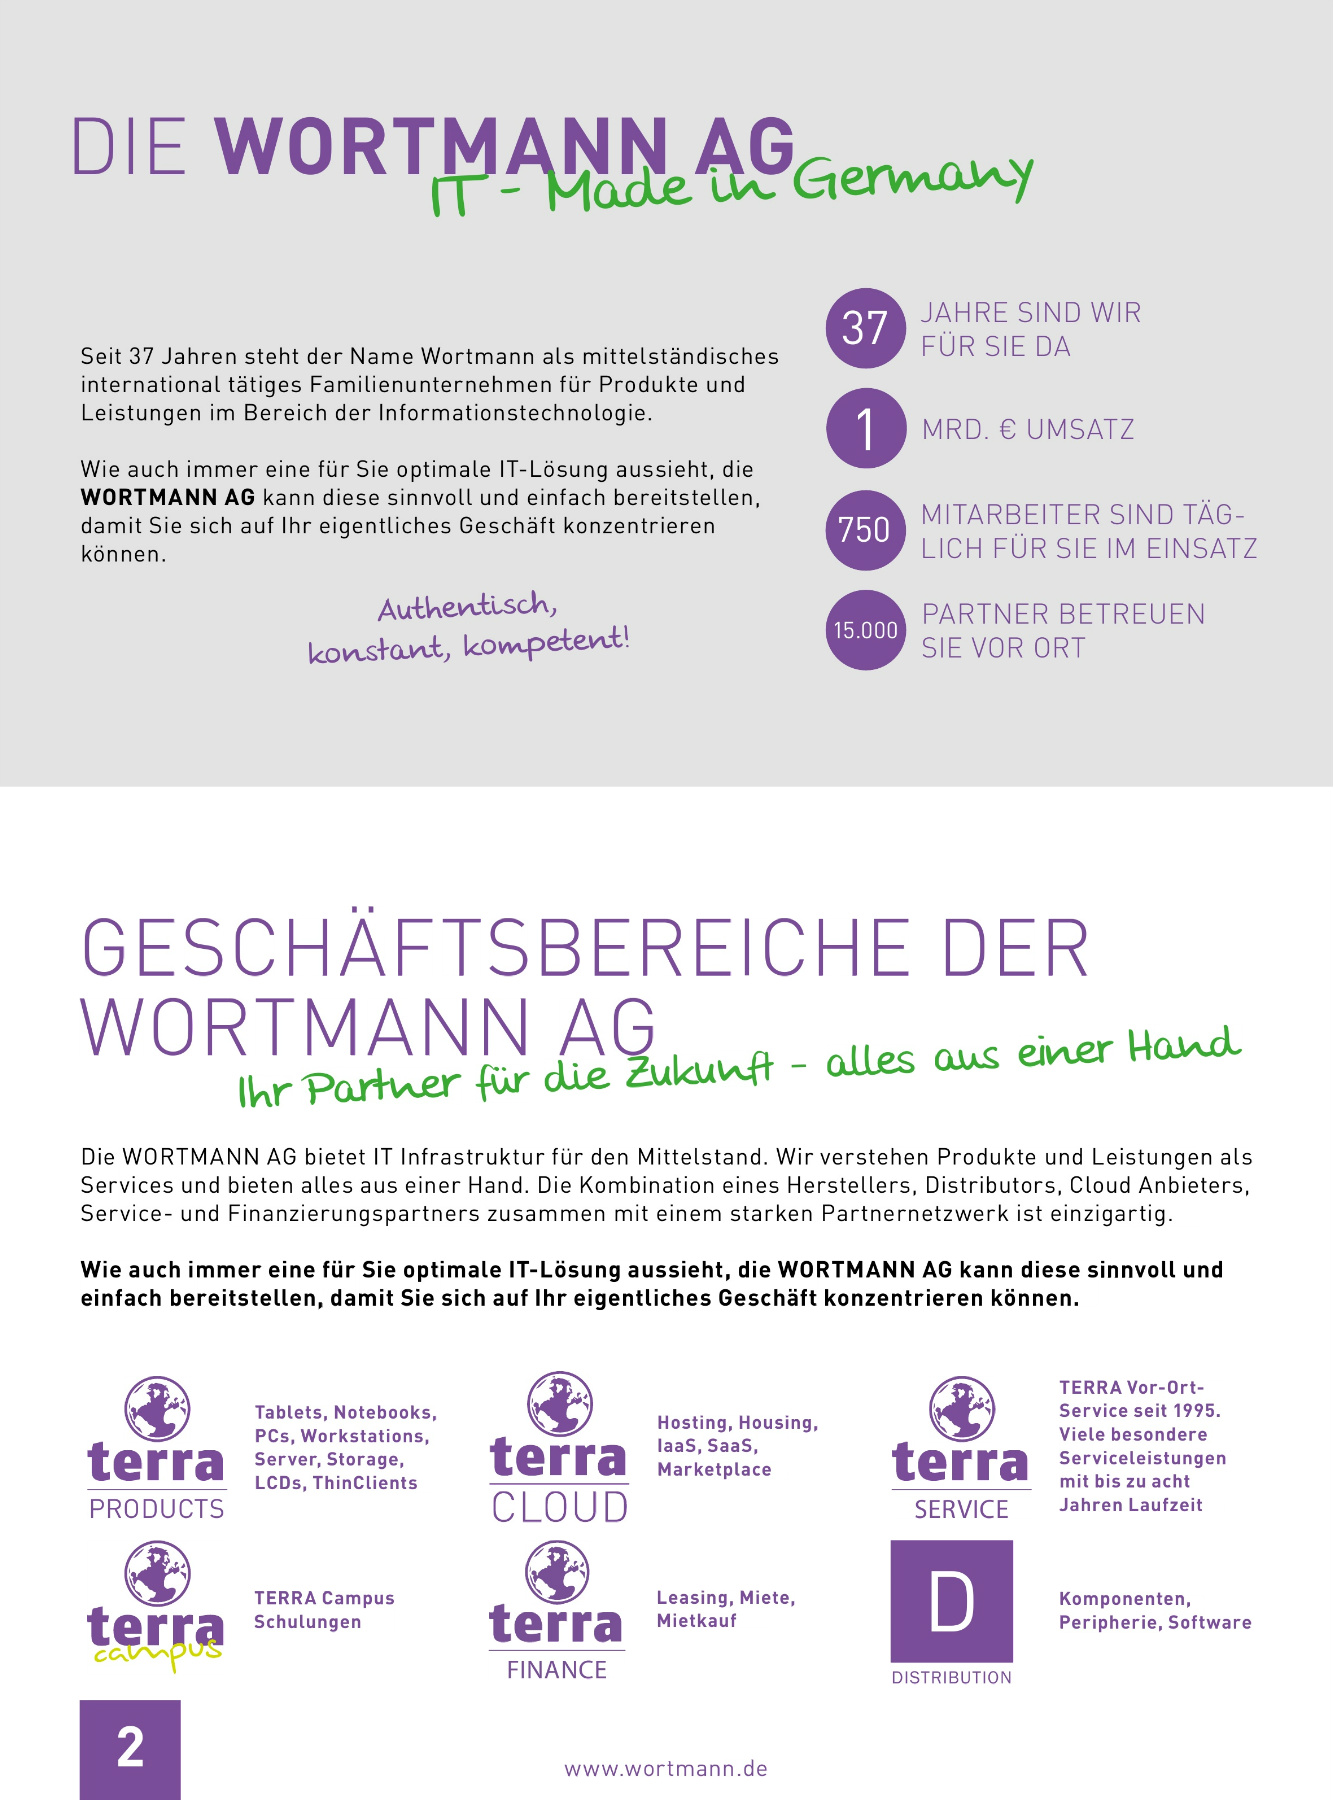 DIE WORTMANN AG
IT - Made in Germany
Seit 37 Jahren steht der Name Wortmann als mittelständisches
international tätiges Familienunternehmen für Produkte und
Leistungen im Bereich der Informationstechnologie.
Wie auch immer eine für Sie optimale IT-Lösung aussieht, die
WORTMANN AG kann diese sinnvoll und einfach bereitstellen,
damit Sie sich auf Ihr eigentliches Geschäft konzentrieren
können.
Authentisch,
konstant, kompetent!
37
JAHRE SIND WIR
FÜR SIE DA
1
MRD. € UMSATZ
750
MITARBEITER SIND TÄG-
LICH FÜR SIE IM EINSATZ
15.000
PARTNER BETREUEN
SIE VOR ORT
GESCHÄFTSBEREICHE DER
WORTMANN AG
Ihr Partner für die Zukunft - alles aus einer Hand
Die WORTMANN AG bietet IT Infrastruktur für den Mittelstand. Wir verstehen Produkte und Leistungen als
Services und bieten alles aus einer Hand. Die Kombination eines Herstellers, Distributors, Cloud Anbieters,
Service- und Finanzierungspartners zusammen mit einem starken Partnernetzwerk ist einzigartig.
Wie auch immer eine für Sie optimale IT-Lösung aussieht, die WORTMANN AG kann diese sinnvoll und
einfach bereitstellen, damit Sie sich auf Ihr eigentliches Geschäft konzentrieren können.
terra
PRODUCTS
Tablets, Notebooks,
PCs, Workstations,
Server, Storage,
LCDs, ThinClients
terra
CLOUD
Hosting, Housing,
IaaS, SaaS,
Marketplace
terra
SERVICE
TERRA Vor-Ort-
Service seit 1995.
Viele besondere
Serviceleistungen
mit bis zu acht
Jahren Laufzeit
terra
campus
TERRA Campus
Schulungen
terra
FINANCE
Leasing, Miete,
Mietkauf
D
DISTRIBUTION
Komponenten,
Peripherie, Software
2
www.wortmann.de